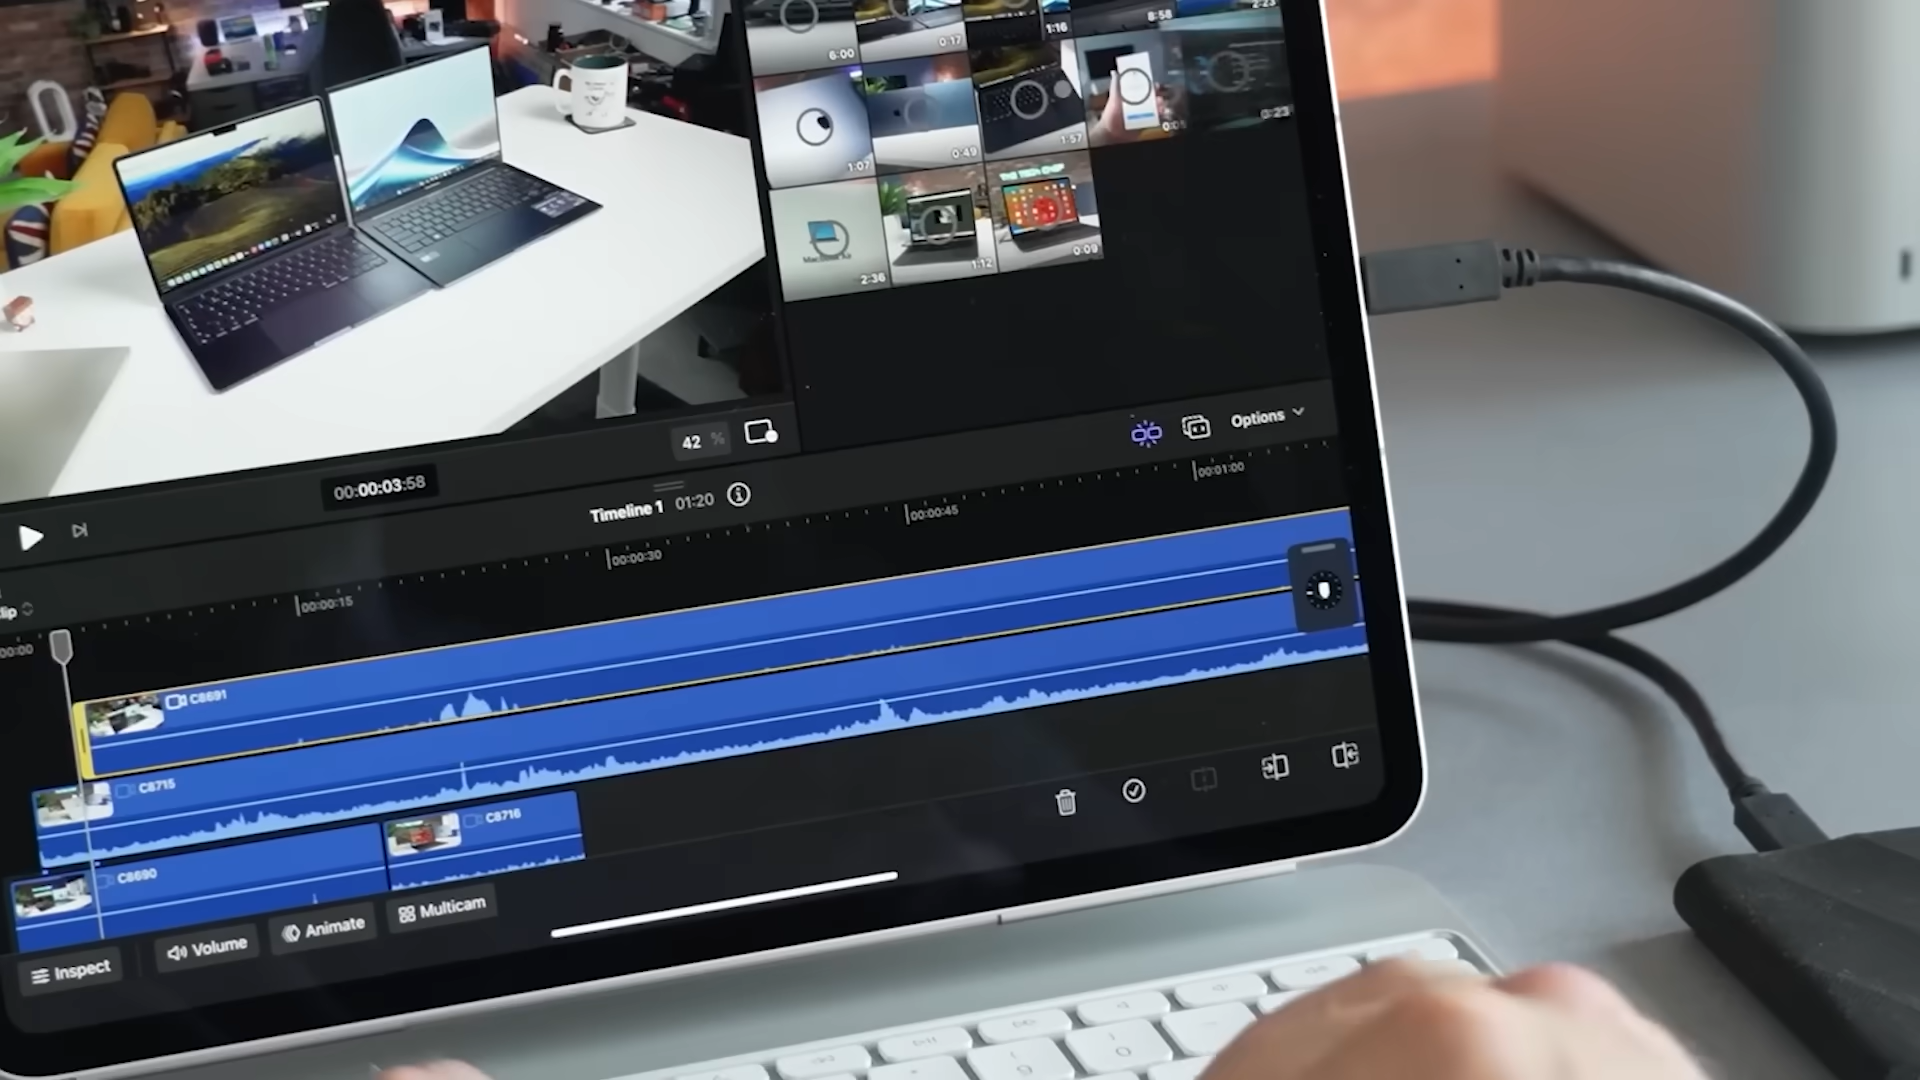 6:00
0:17
1:16
8:58
2:23
1:07
0:49
1:57
0:05
0:23
THE TECH CHAP
2:36
1:12
0:09
42 %
Options
00:00:03:58
Timeline 1 01:20
00:00:15
00:00:30
00:00:45
00:01:00
C8691
C8715
C8716
C8690
Inspect
Volume
Animate
Multicam